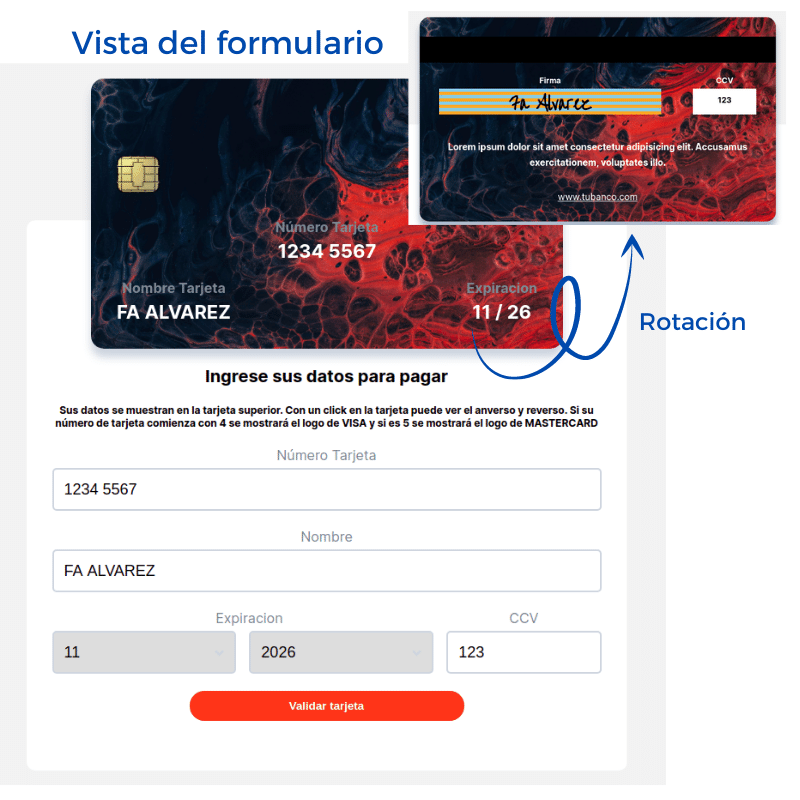 Vista del formulario
Firma
CCV
Fa Alvarez
123
Lorem ipsum dolor sit amet consectetur adipisicing elit. Accusamus
exercitationem, voluptates illo.
www.tubanco.com
Número Tarjeta
1234 5567
Nombre Tarjeta
Expiracion
FA ALVAREZ
11 / 26
Rotación
Ingrese sus datos para pagar
Sus datos se muestran en la tarjeta superior. Con un click en la tarjeta puede ver el anverso y reverso. Si su
número de tarjeta comienza con 4 se mostrará el logo de VISA y si es 5 se mostrará el logo de MASTERCARD
Número Tarjeta
1234 5567
Nombre
FA ALVAREZ
Expiracion
CCV
11
2026
123
Validar tarjeta